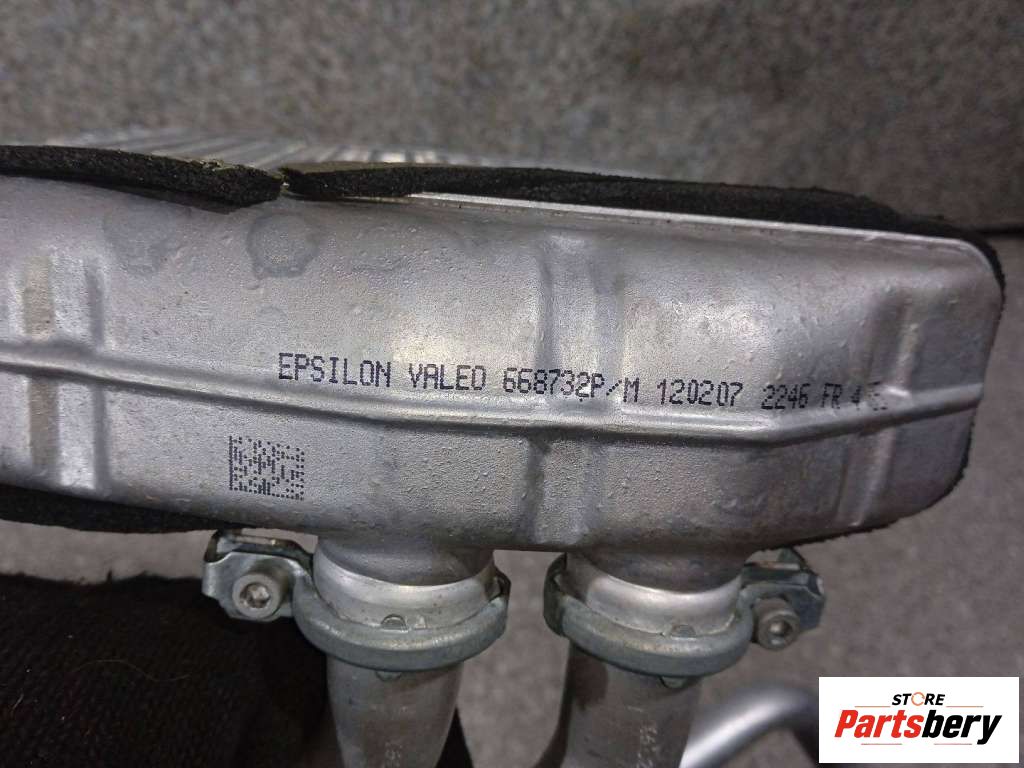 EPSILON VALEO 668732P/M 120207 2246 FR
STORE
Partsbery